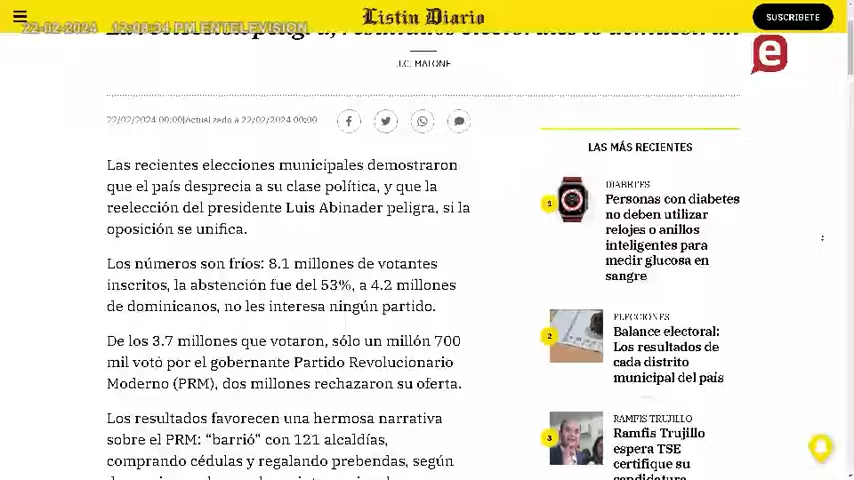 22-02-2024 12:03:34 PM ENTELEVISION
Listin Diario
SUSCRIBETE
e
J.C. MALONE
22/02/2024 00:00|Actualizado a 22/02/2024 00:00
Las recientes elecciones municipales demostraron
que el país desprecia a su clase política, y que la
reelección del presidente Luis Abinader peligra, si la
oposición se unifica.
Los números son fríos: 8.1 millones de votantes
inscritos, la abstención fue del 53%, a 4.2 millones
de dominicanos, no les interesa ningún partido.
De los 3.7 millones que votaron, sólo un millón 700
mil votó por el gobernante Partido Revolucionario
Moderno (PRM), dos millones rechazaron su oferta.
Los resultados favorecen una hermosa narrativa
sobre el PRM: “barrió” con 121 alcaldías,
comprando cédulas y regalando prebendas, según
LAS MÁS RECIENTES
1
DIABETES
Personas con diabetes
no deben utilizar
relojes o anillos
inteligentes para
medir glucosa en
sangre
2
ELECCIONES
Balance electoral:
Los resultados de
cada distrito
municipal del país
3
RAMFIS TRUJILLO
Ramfis Trujillo
espera TSE
certifique su
candidatura